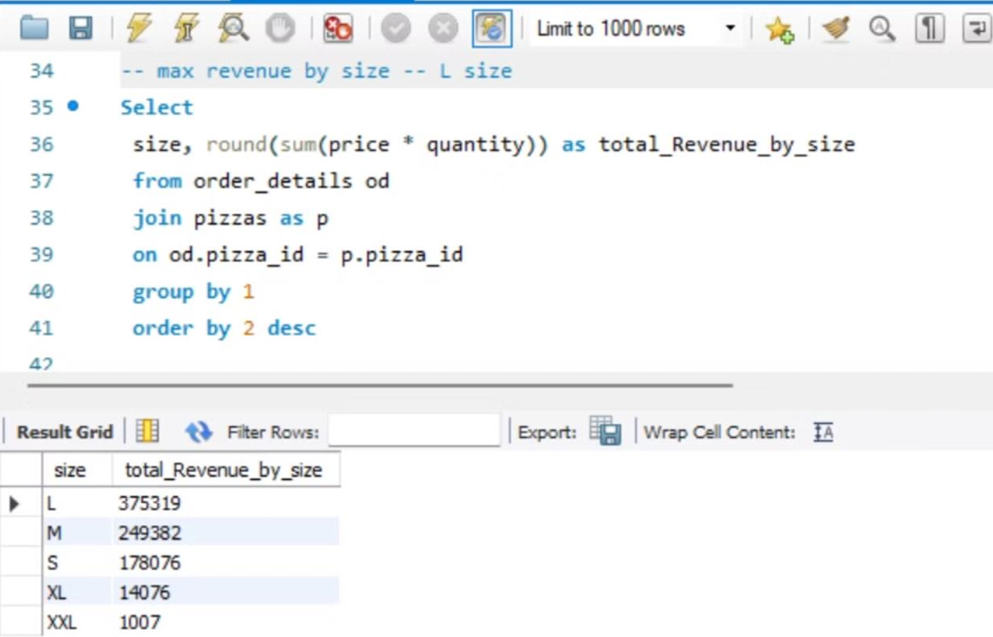 Limit to 1000 rows
34 -- max revenue by size -- L size
35 Select
36 size, round(sum(price * quantity)) as total_Revenue_by_size
37 from order_details od
38 join pizzas as p
39 on od.pizza_id = p.pizza_id
40 group by 1
41 order by 2 desc
42
Result Grid Filter Rows: Export: Wrap Cell Content: IA
size total_Revenue_by_size
L 375319
M 249382
S 178076
XL 14076
XXL 1007